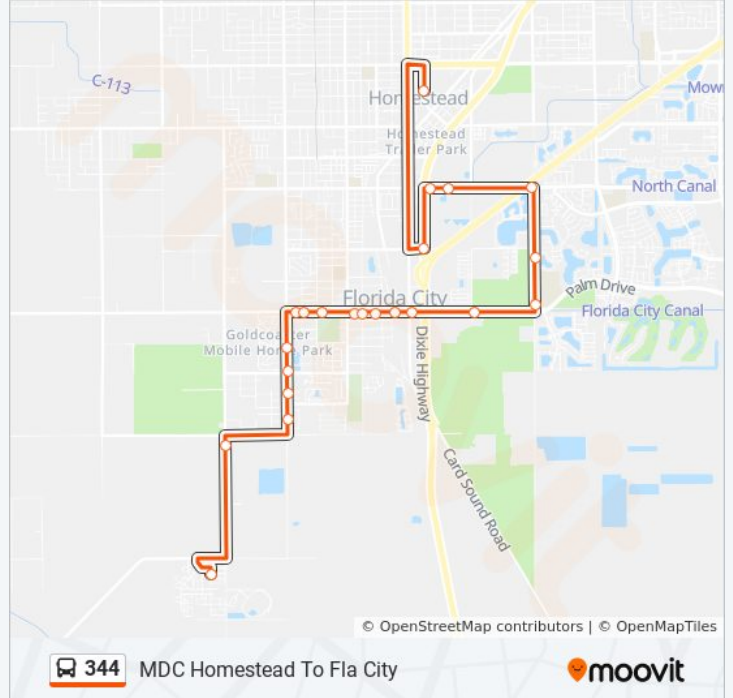 C-113
Mow
Homestead
Homestead
Trailer Park
North Canal
Palm Drive
Florida City
Florida City Canal
Goldcoaster
Mobile Home Park
Dixie Highway
Card Sound Road
© OpenStreetMap contributors | © OpenMapTiles
344 MDC Homestead To Fla City
moovit